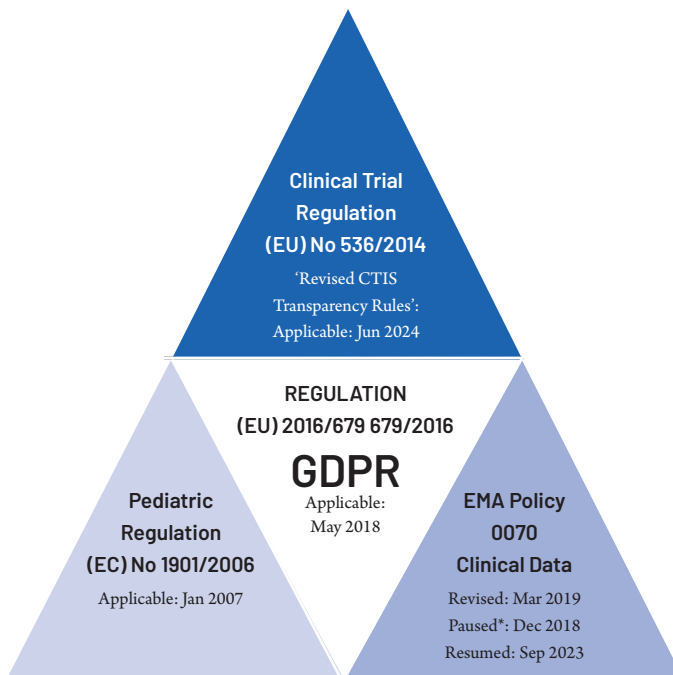 Clinical Trial
Regulation
(EU) No 536/2014
‘Revised CTIS
Transparency Rules’:
Applicable: Jun 2024
REGULATION
(EU) 2016/679 679/2016
GDPR
Applicable:
May 2018
Pediatric
Regulation
(EC) No 1901/2006
Applicable: Jan 2007
EMA Policy
0070
Clinical Data
Revised: Mar 2019
Paused*: Dec 2018
Resumed: Sep 2023